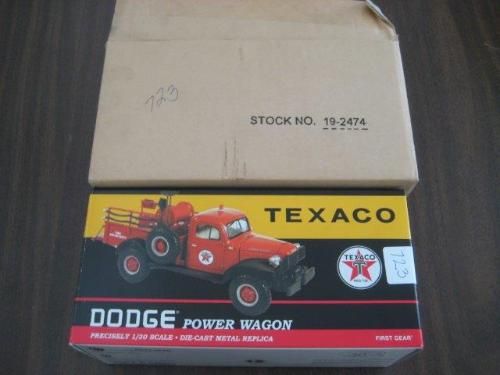 123
STOCK NO. 19-2474
TEXACO
TEXACO
T
123
DODGE POWER WAGON
PRECISELY 1/30 SCALE • DIE-CAST METAL REPLICA
FIRST GEAR